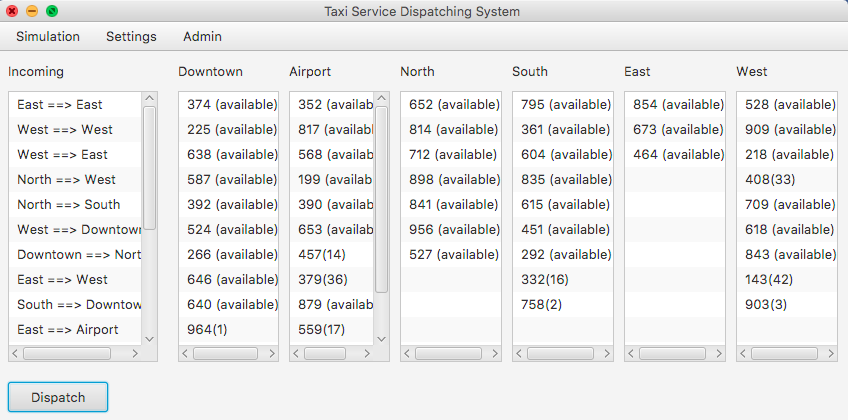 Taxi Service Dispatching System
Simulation Settings Admin
Incoming Downtown Airport North South East West
East ==> East 374 (available) 352 (availab 652 (available) 795 (available) 854 (available) 528 (available)
West ==> West 225 (available) 817 (availabl 814 (available) 361 (available) 673 (available) 909 (available)
West ==> East 638 (available) 568 (availab 712 (available) 604 (available) 464 (available) 218 (available)
North ==> West 587 (available) 199 (availabl 898 (available) 835 (available) 408(33)
North ==> South 392 (available) 390 (availab 841 (available) 615 (available) 709 (available)
West ==> Downtown 524 (available) 653 (availab 956 (available) 451 (available) 618 (available)
Downtown ==> Nort 266 (available) 457(14) 527 (available) 292 (available) 843 (available)
East ==> West 646 (available) 379(36) 332(16) 143(42)
South ==> Downtow 640 (available) 879 (availab 758(2) 903(3)
East ==> Airport 964(1) 559(17)
Dispatch